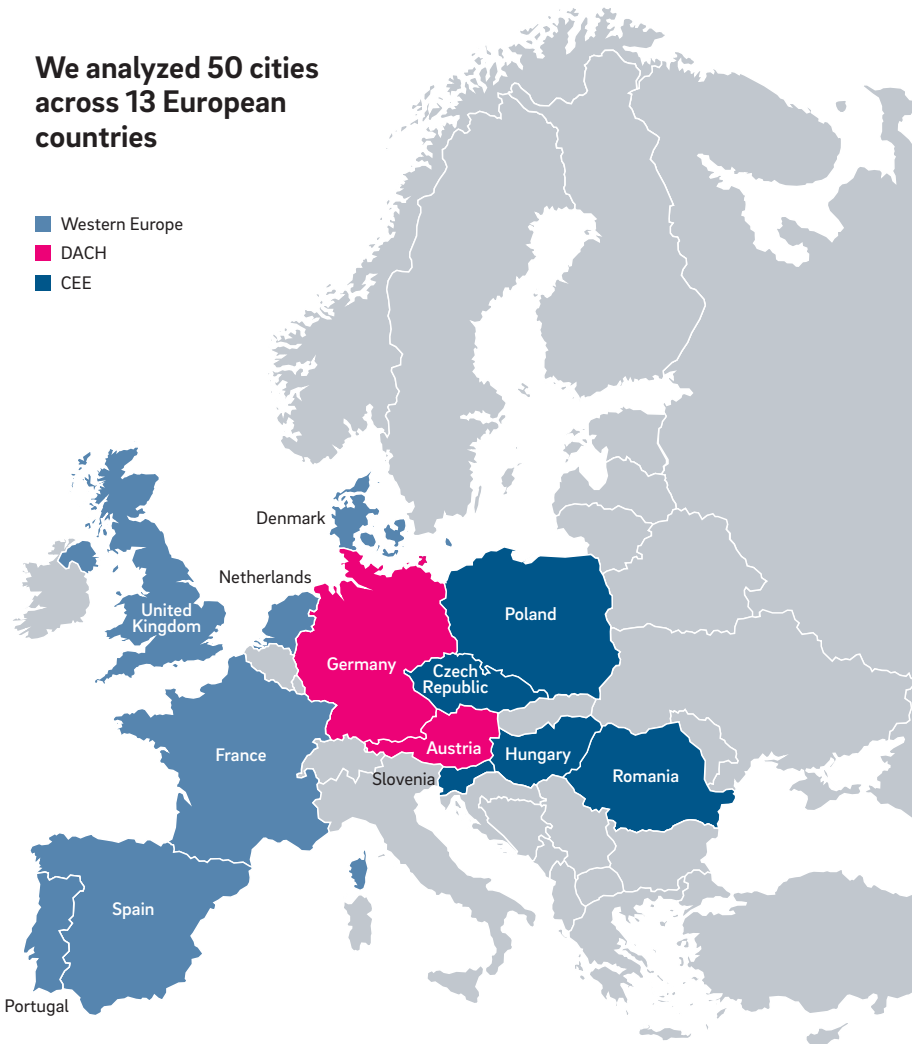 We analyzed 50 cities
across 13 European
countries
Western Europe
DACH
CEE
Denmark
Netherlands
United
Kingdom
Poland
Germany
Czech
Republic
France
Austria
Hungary
Slovenia
Romania
Spain
Portugal